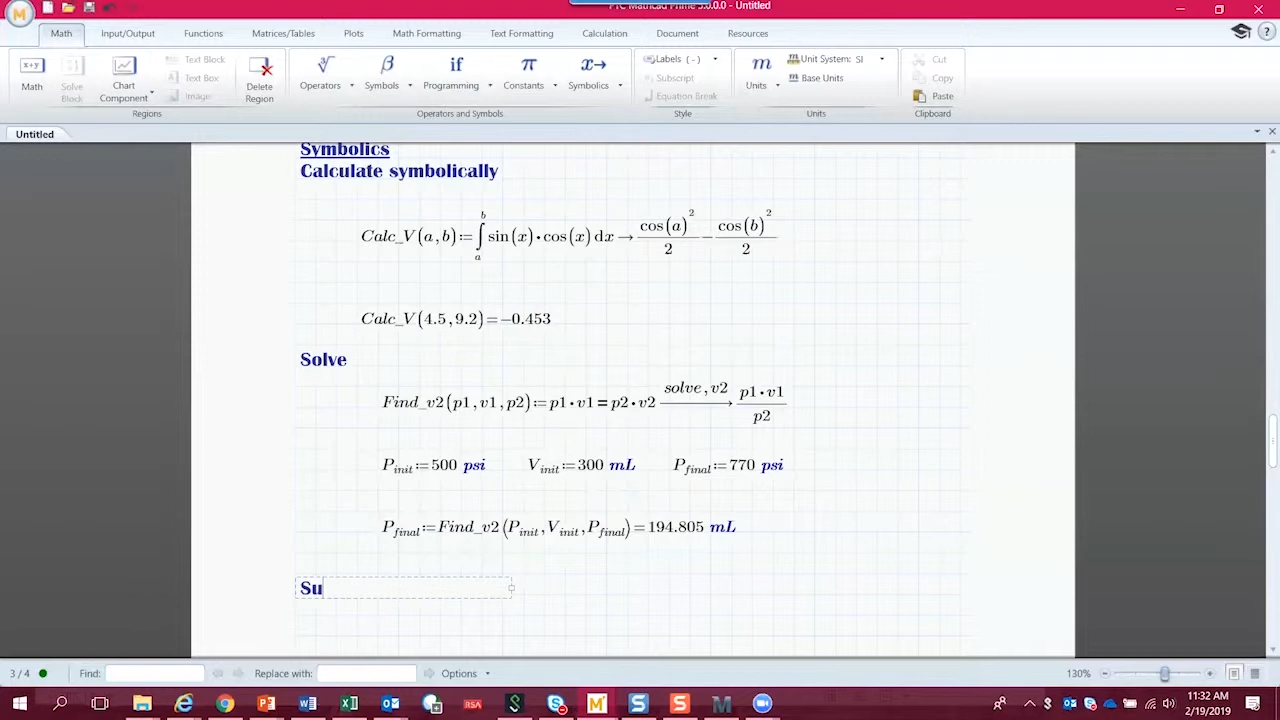 PTC Mathcad Prime 5.0.0.0 - Untitled
Math Input/Output Functions Matrices/Tables Plots Math Formatting Text Formatting Calculation Document Resources
Math Solve Block Chart Component Text Block Text Box Image Delete Region
Operators Symbols Programming Constants Symbolics
Labels (-) Subscript Equation Break
Units Unit System: SI Base Units
Cut Copy Paste
Regions Operators and Symbols Style Units Clipboard
Untitled
Symbolics
Calculate symbolically
Calc_V(a,b):=∫_a^b sin(x)·cos(x) dx → cos(a)^2/2 − cos(b)^2/2
Calc_V(4.5,9.2)=−0.453
Solve
Find_v2(p1,v1,p2):=p1·v1=p2·v2 solve,v2 → p1·v1/p2
P_init:=500 psi V_init:=300 mL P_final:=770 psi
P_final:=Find_v2(P_init,V_init,P_final)=194.805 mL
Su
3 / 4 Find: Replace with: Options 130%
RSA
11:32 AM
2/19/2019